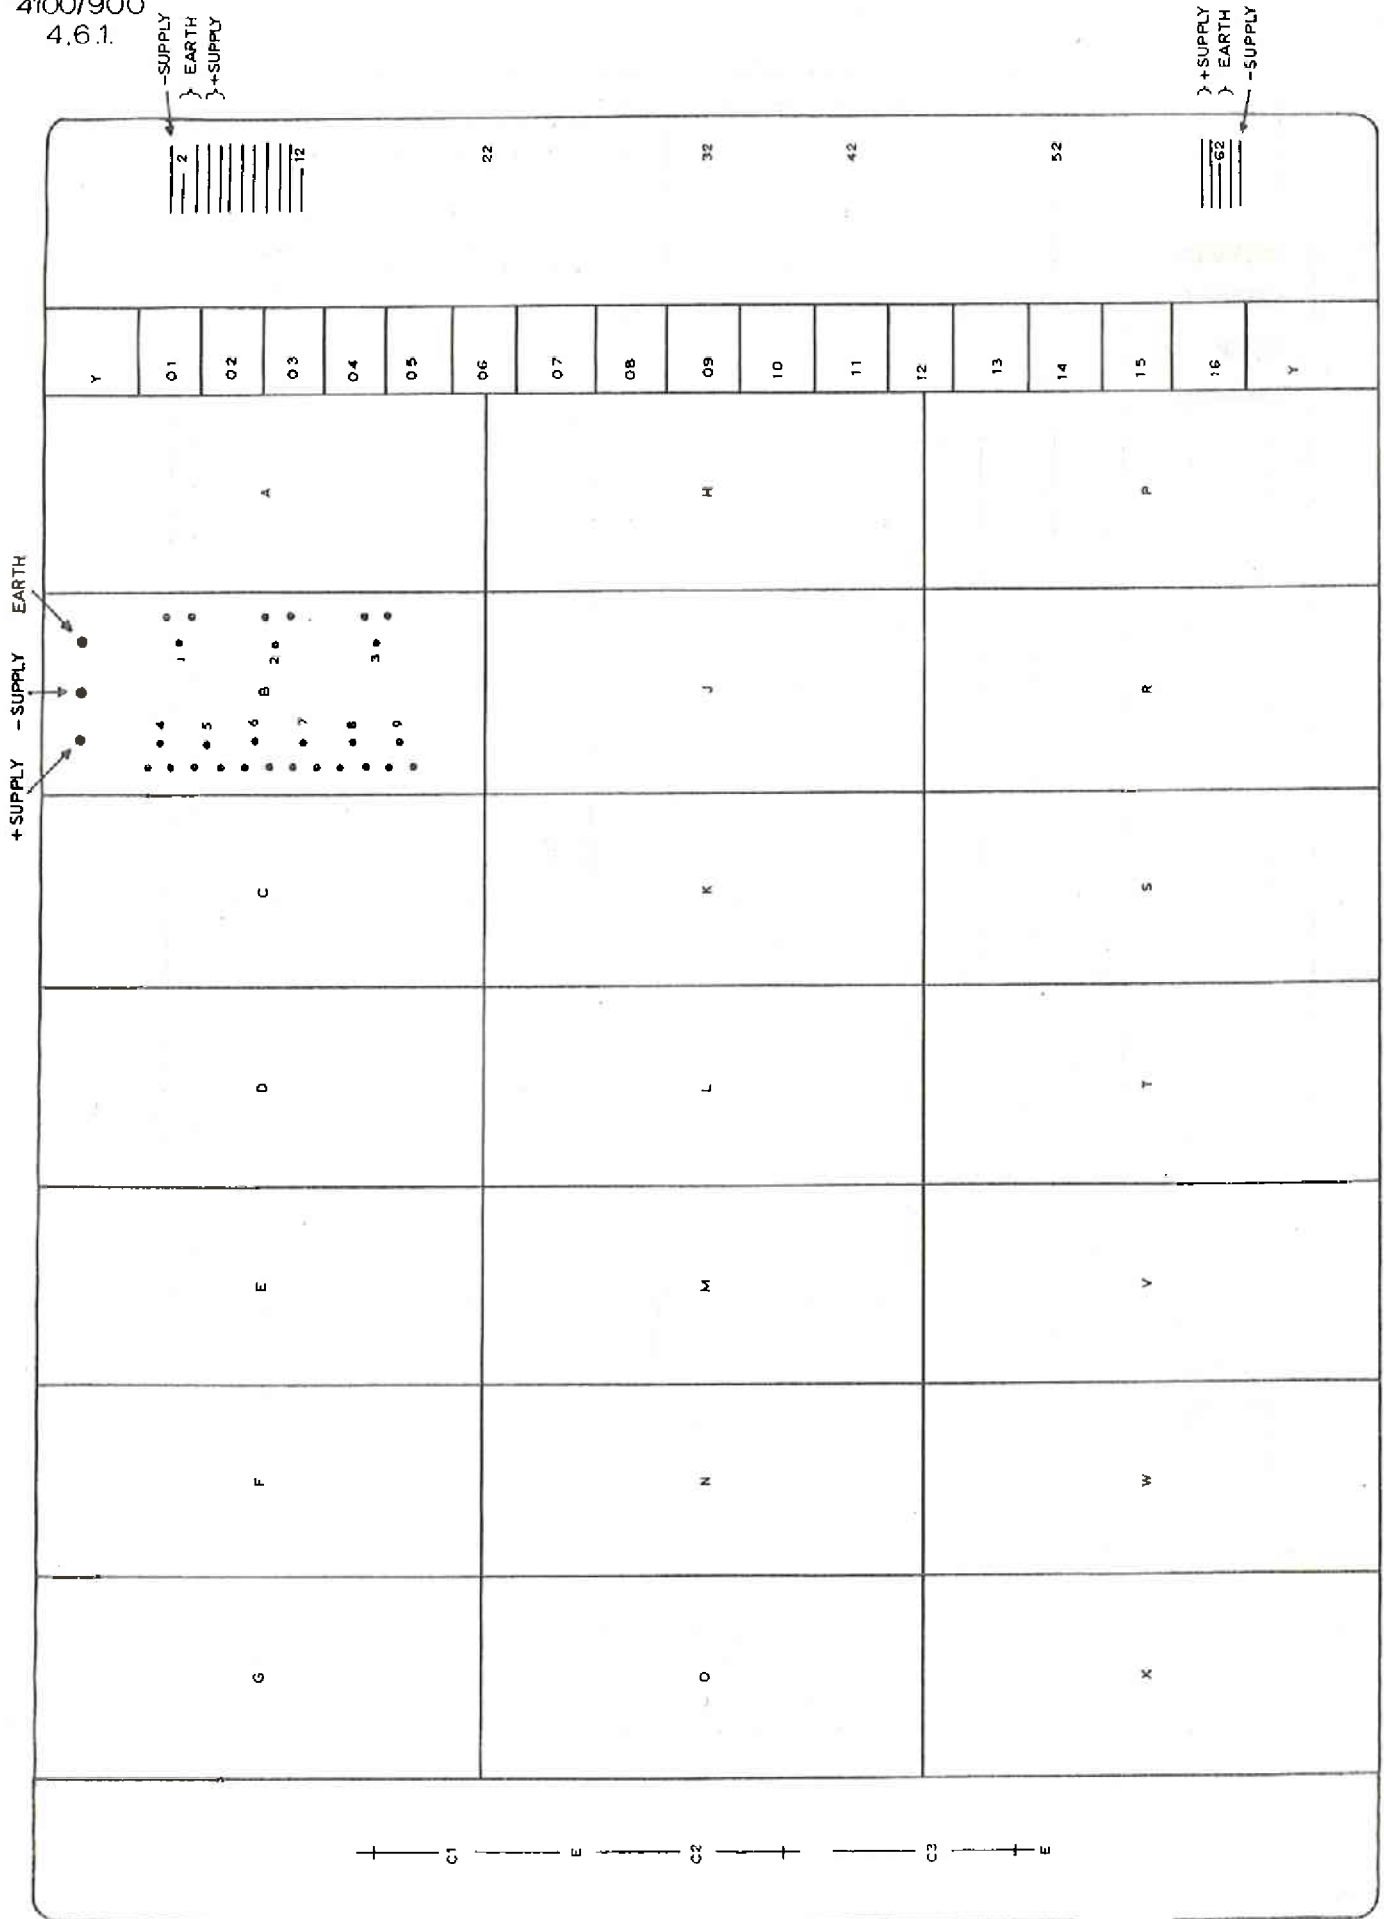 4100/900
4.6.1.
-SUPPLY
} EARTH
} +SUPPLY
} +SUPPLY
} EARTH
-SUPPLY
2
12
22
32
42
52
62
Y
01
02
03
04
05
06
07
08
09
10
11
12
13
14
15
16
Y
+SUPPLY
-SUPPLY
EARTH
A
H
P
1
2
3
B
4
5
6
7
8
9
J
R
C
K
S
D
L
T
E
M
V
F
N
W
G
O
X
C1
E
C2
C3
E